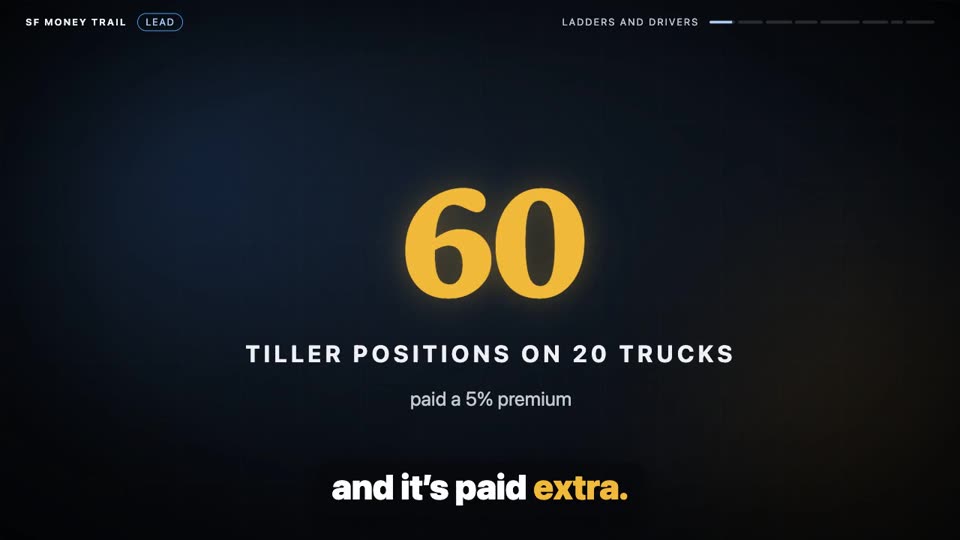 SF MONEY TRAIL LEAD LADDERS AND DRIVERS
60
TILLER POSITIONS ON 20 TRUCKS
paid a 5% premium
and it's paid extra.